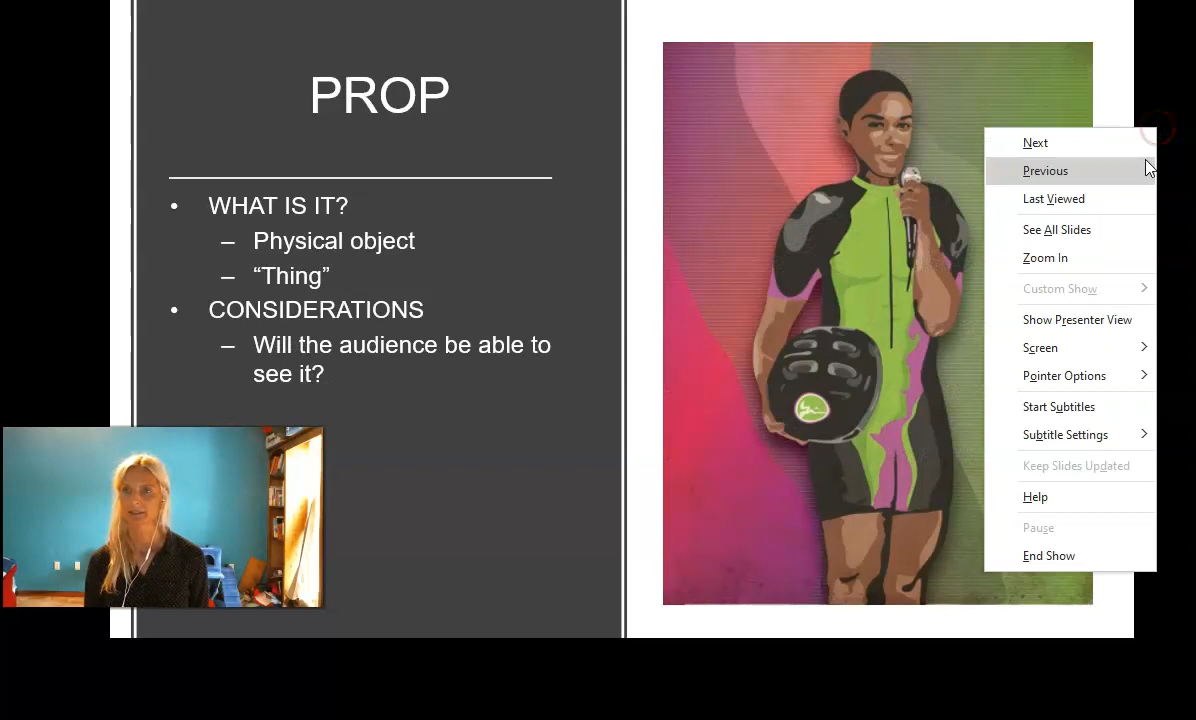 PROP
• WHAT IS IT?
– Physical object
– “Thing”
• CONSIDERATIONS
– Will the audience be able to
see it?
Next
Previous
Last Viewed
See All Slides
Zoom In
Custom Show
Show Presenter View
Screen
Pointer Options
Start Subtitles
Subtitle Settings
Keep Slides Updated
Help
Pause
End Show